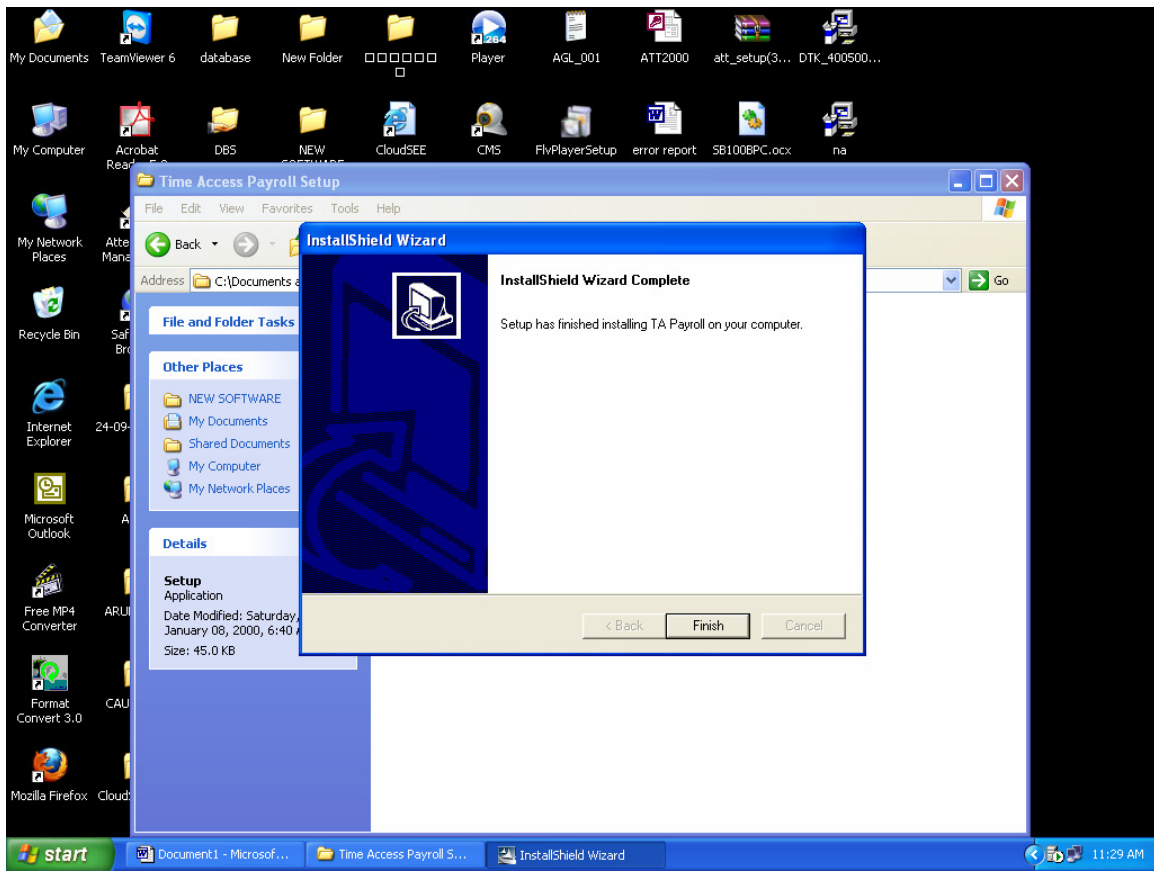 My Documents
TeamViewer 6
database
New Folder
□□□□□□
□
Player
264
AGL_001
ATT2000
att_setup(3...
DTK_400500...
My Computer
Acrobat
DBS
NEW
CloudSEE
CMS
FlvPlayerSetup
error report
SB100BPC.ocx
na
Time Access Payroll Setup
File Edit View Favorites Tools Help
My Network
Places
Back
InstallShield Wizard
Address
C:\Documents a
Go
InstallShield Wizard Complete
Setup has finished installing TA Payroll on your computer.
File and Folder Tasks
Recycle Bin
Other Places
NEW SOFTWARE
My Documents
Shared Documents
My Computer
My Network Places
Internet
Explorer
24-09-
Microsoft
Outlook
Details
Setup
Application
Date Modified: Saturday,
January 08, 2000, 6:40
Size: 45.0 KB
Free MP4
Converter
< Back
Finish
Cancel
Format
Convert 3.0
Mozilla Firefox
start
Document1 - Microsof...
Time Access Payroll S...
InstallShield Wizard
11:29 AM